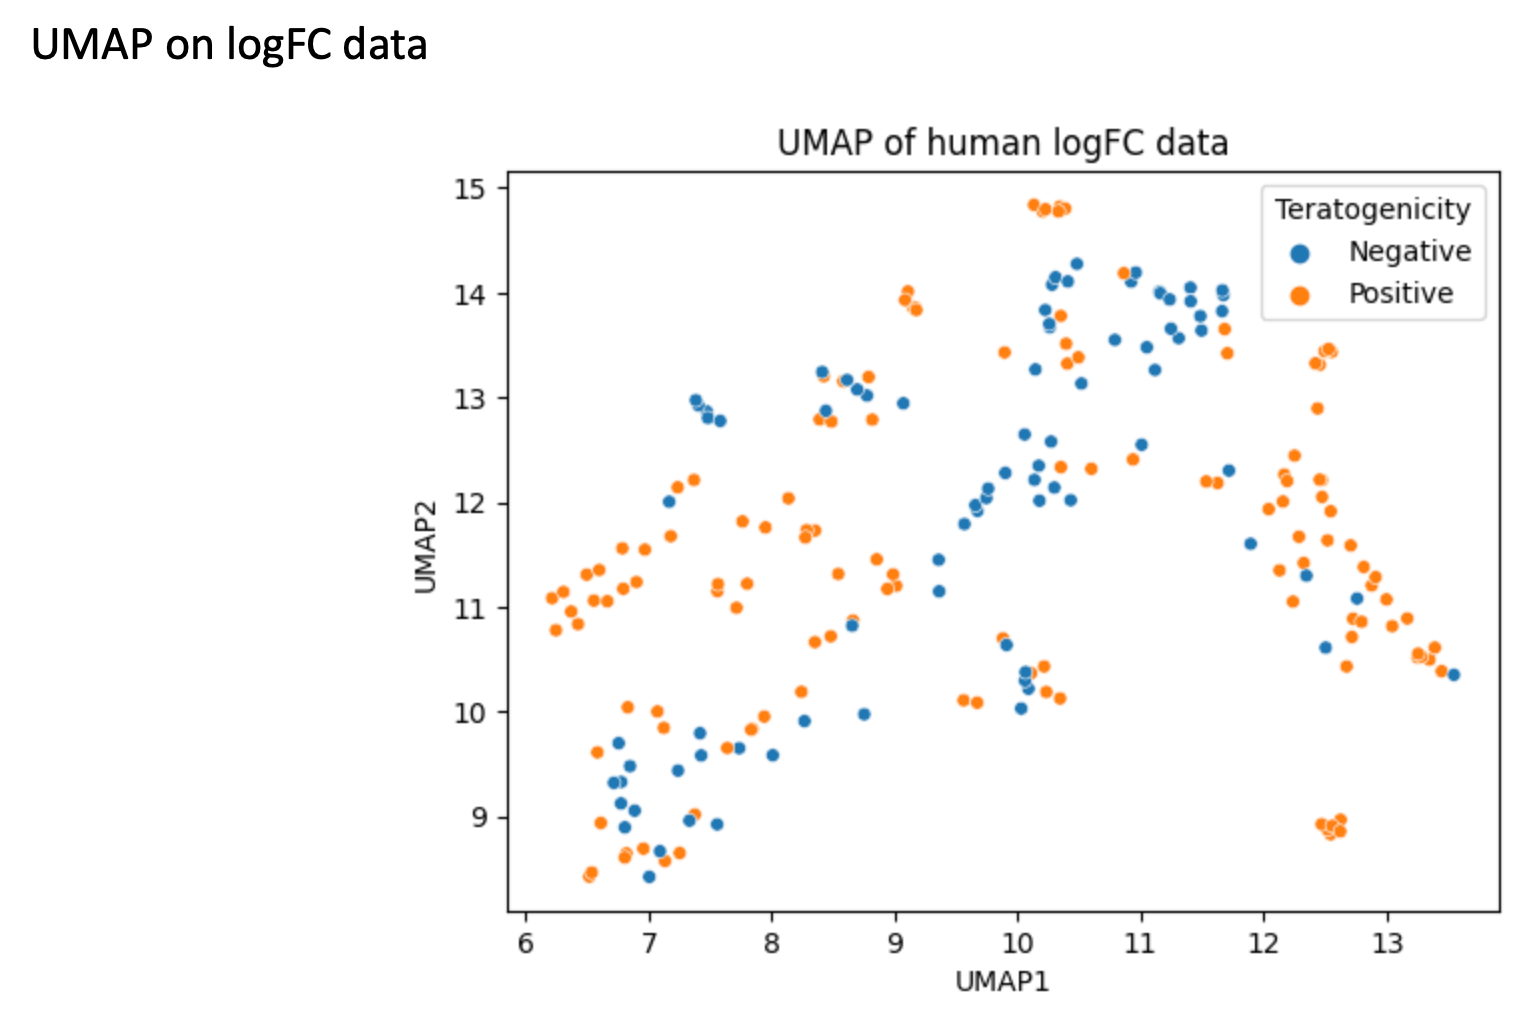 UMAP on logFC data
UMAP of human logFC data
15
14
13
12
11
10
9
UMAP2
Teratogenicity
Negative
Positive
6 7 8 9 10 11 12 13
UMAP1